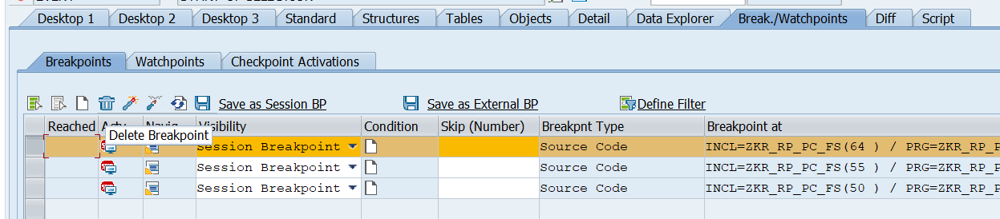 Desktop 1 Desktop 2 Desktop 3 Standard Structures Tables Objects Detail Data Explorer Break./Watchpoints Diff Script
Breakpoints Watchpoints Checkpoint Activations
Save as Session BP Save as External BP Define Filter
Reached Visibility Condition Skip (Number) Breakpnt Type Breakpoint at
Delete Breakpoint
Session Breakpoint Source Code INCL=ZKR_RP_PC_FS(64 ) / PRG=ZKR_RP_P
Session Breakpoint Source Code INCL=ZKR_RP_PC_FS(55 ) / PRG=ZKR_RP_P
Session Breakpoint Source Code INCL=ZKR_RP_PC_FS(50 ) / PRG=ZKR_RP_P